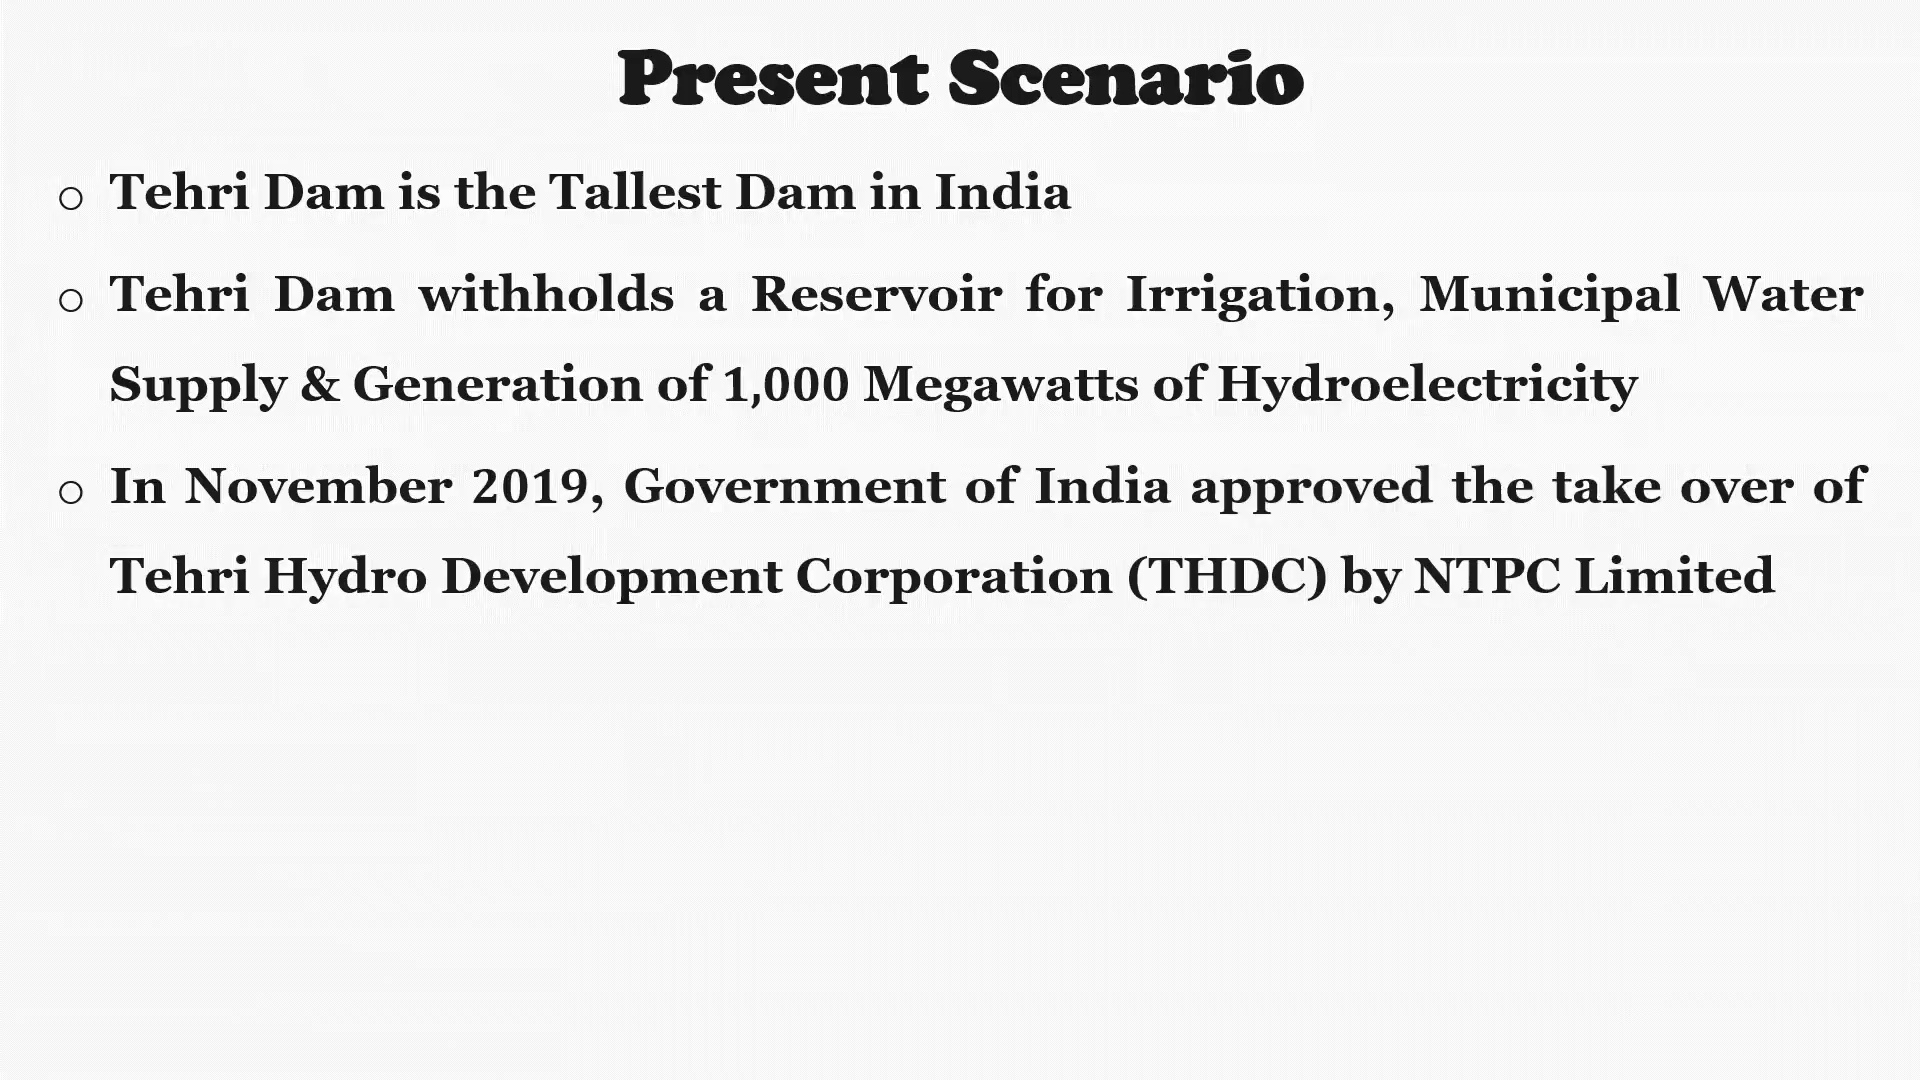 Present Scenario
Tehri Dam is the Tallest Dam in India
Tehri Dam withholds a Reservoir for Irrigation, Municipal Water
Supply & Generation of 1,000 Megawatts of Hydroelectricity
In November 2019, Government of India approved the take over of
Tehri Hydro Development Corporation (THDC) by NTPC Limited